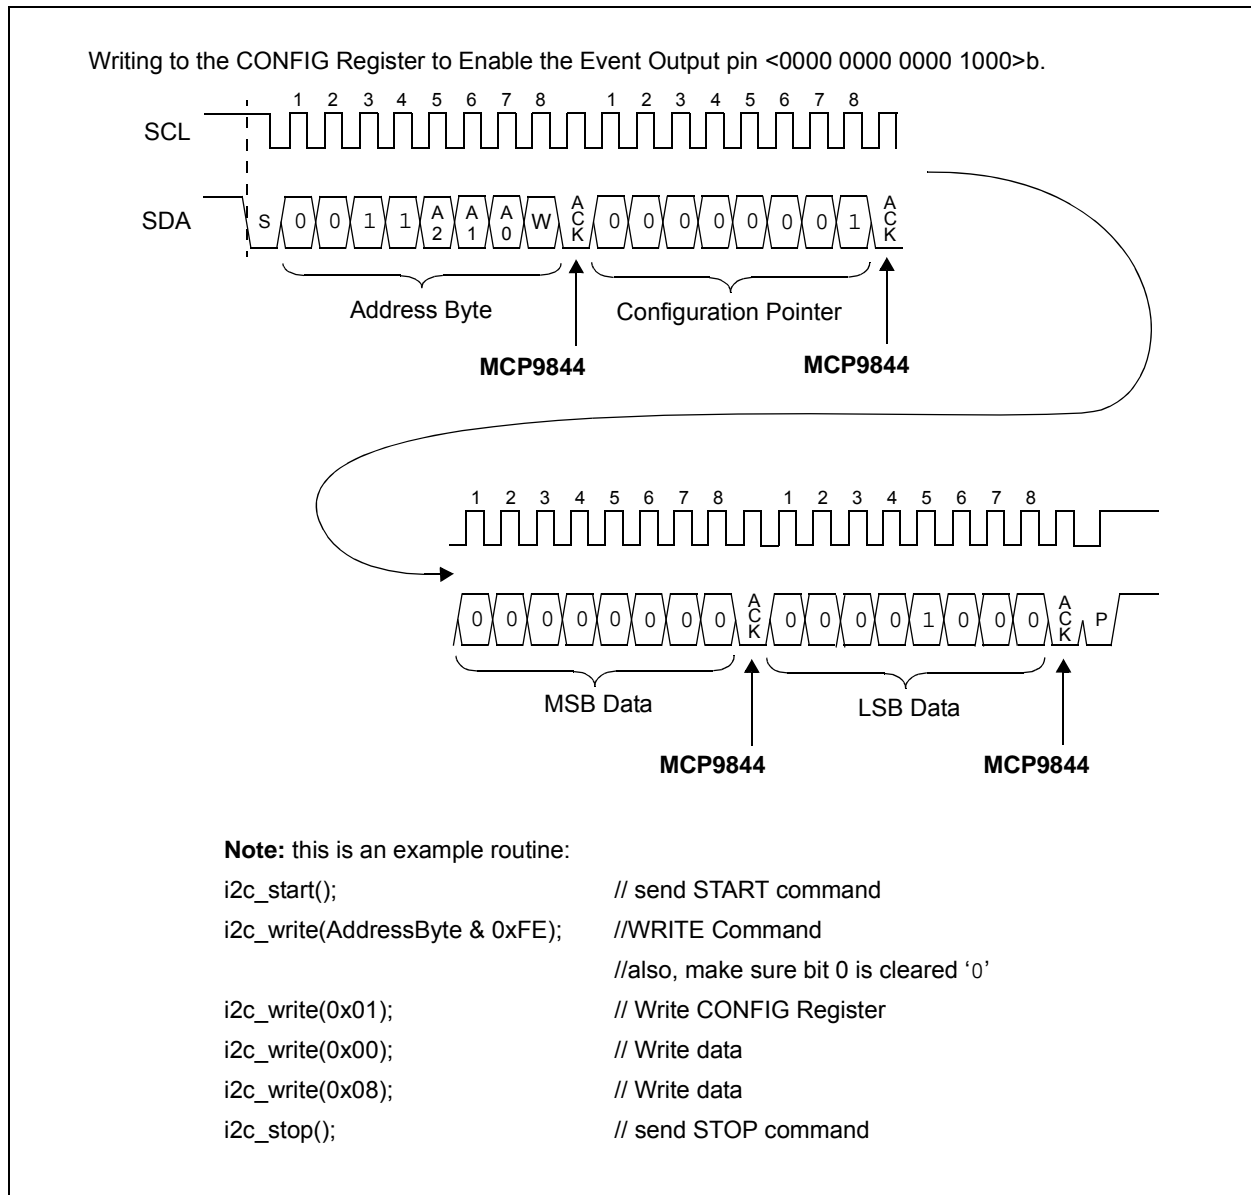 Writing to the CONFIG Register to Enable the Event Output pin <0000 0000 0000 1000>b.
1 2 3 4 5 6 7 8 1 2 3 4 5 6 7 8
SCL
SDA S 0 0 1 1 A2 A1 A0 W ACK 0 0 0 0 0 0 0 1 ACK
Address Byte Configuration Pointer
MCP9844 MCP9844
1 2 3 4 5 6 7 8 1 2 3 4 5 6 7 8
0 0 0 0 0 0 0 0 ACK 0 0 0 0 1 0 0 0 ACK P
MSB Data LSB Data
MCP9844 MCP9844
Note: this is an example routine:
i2c_start(); // send START command
i2c_write(AddressByte & 0xFE); //WRITE Command
//also, make sure bit 0 is cleared ‘0’
i2c_write(0x01); // Write CONFIG Register
i2c_write(0x00); // Write data
i2c_write(0x08); // Write data
i2c_stop(); // send STOP command